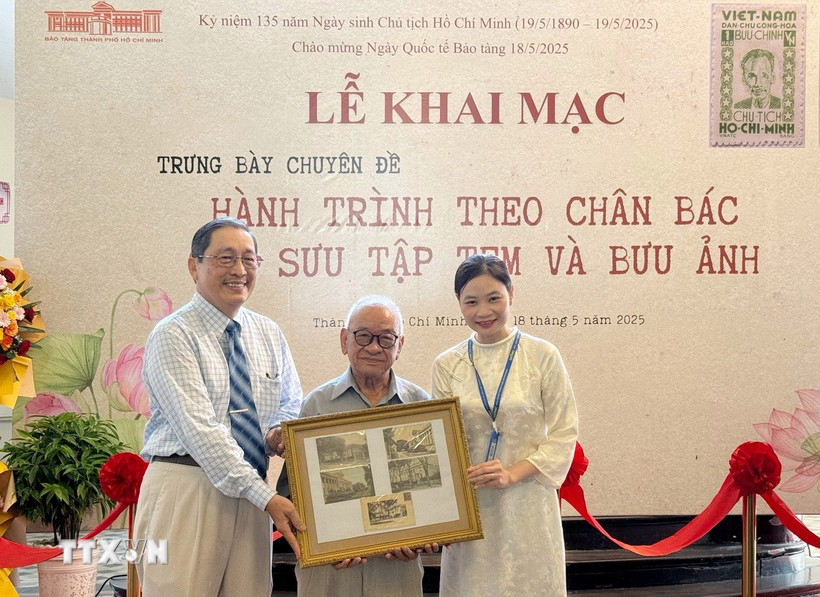 Kỷ niệm 135 năm Ngày sinh Chủ tịch Hồ Chí Minh (19/5/1890 – 19/5/2025)
BẢO TÀNG THÀNH PHỐ HỒ CHÍ MINH
Chào mừng Ngày Quốc tế Bảo tàng 18/5/2025
VIỆT-NAM
DÂN-CHỦ CỘNG-HÒA
1
BƯU-CHÍNH
CHỦ-TỊCH
HỒ-CHÍ-MINH
LỄ KHAI MẠC
TRƯNG BÀY CHUYÊN ĐỀ
HÀNH TRÌNH THEO CHÂN BÁC
SƯU TẬP TEM VÀ BƯU ẢNH
Chí Minh 18 tháng 5 năm 2025
TTXVN